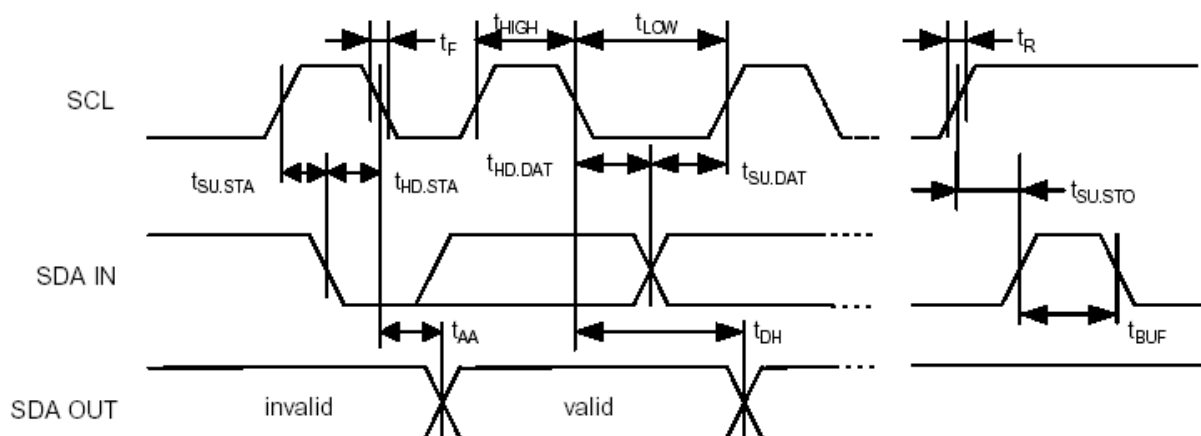 tF
tHIGH
tLOW
tR
SCL
tSU.STA
tHD.STA
tHD.DAT
tSU.DAT
tSU.STO
SDA IN
tAA
tDH
tBUF
SDA OUT
invalid
valid